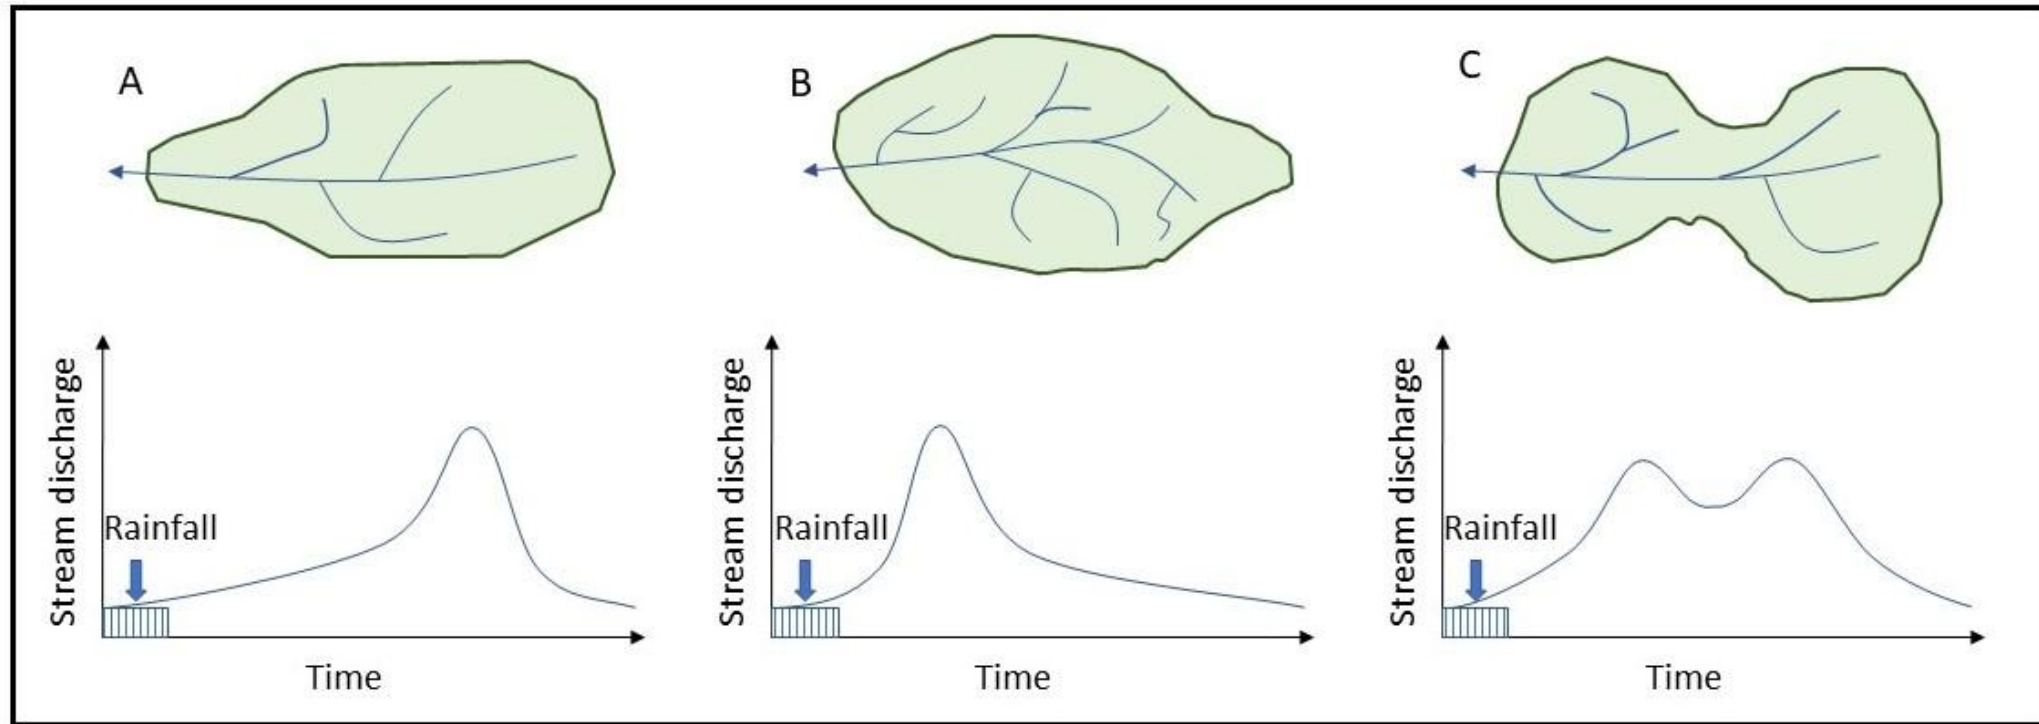 A
B
C
Stream discharge
Rainfall
Time
Stream discharge
Rainfall
Time
Stream discharge
Rainfall
Time